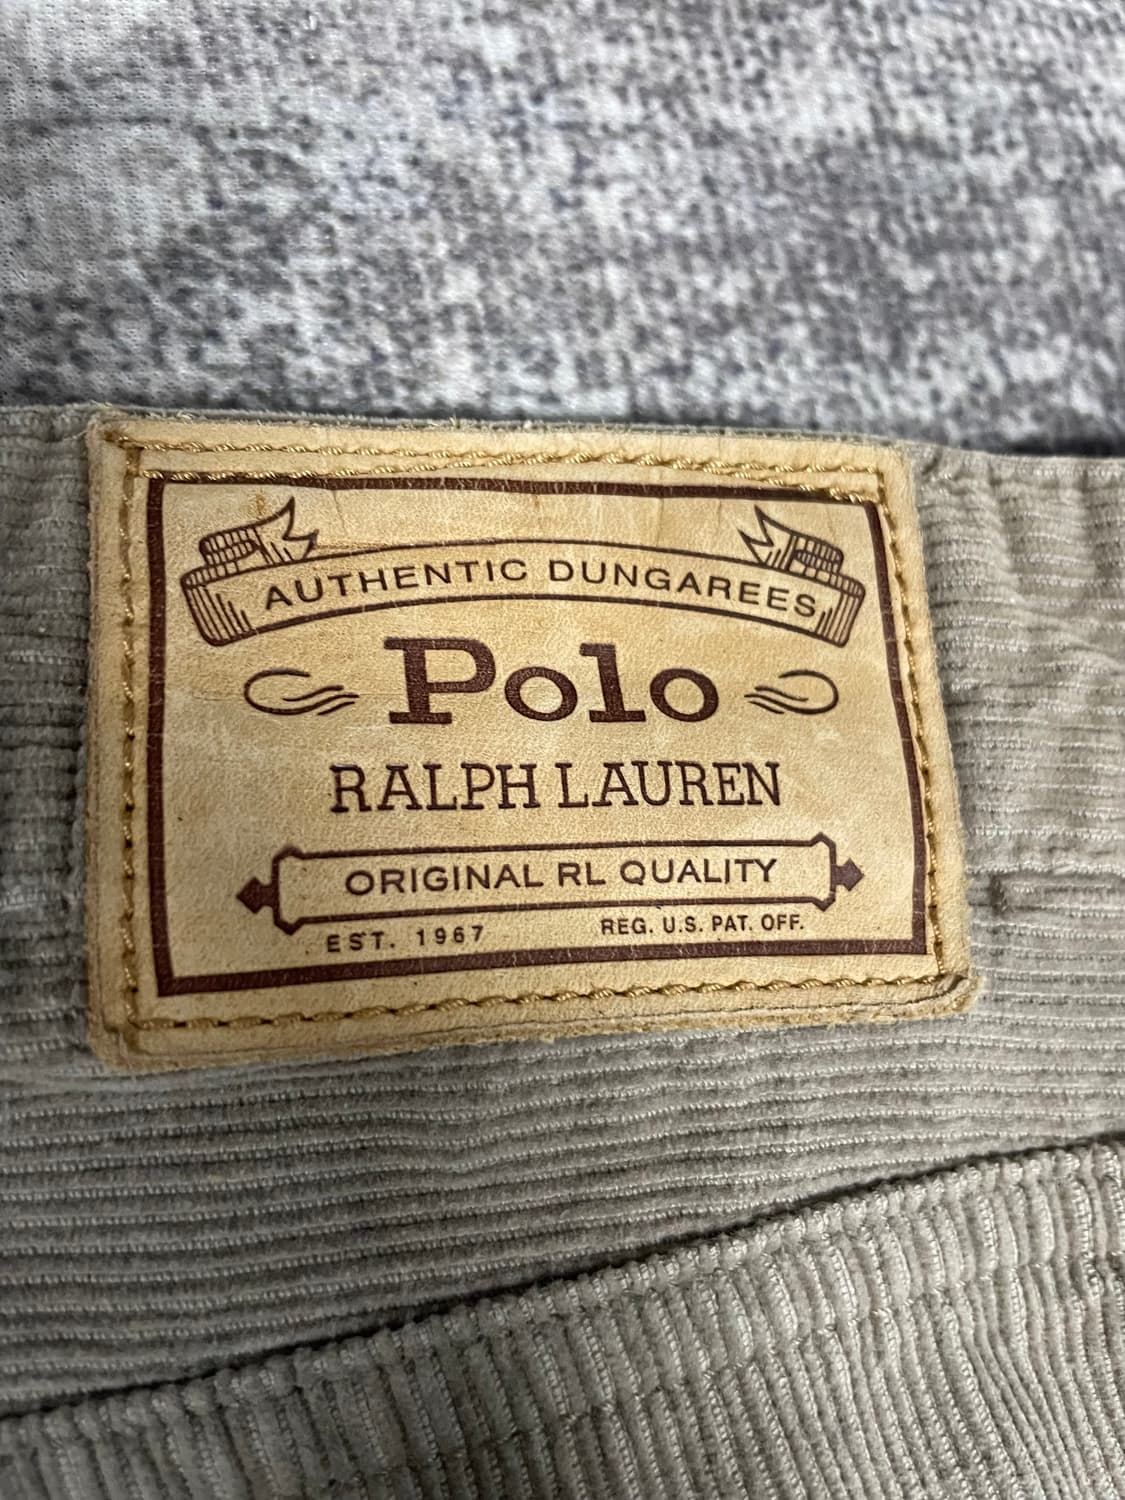 AUTHENTIC DUNGAREES
Polo
RALPH LAUREN
ORIGINAL RL QUALITY
EST. 1967 REG. U.S. PAT. OFF.